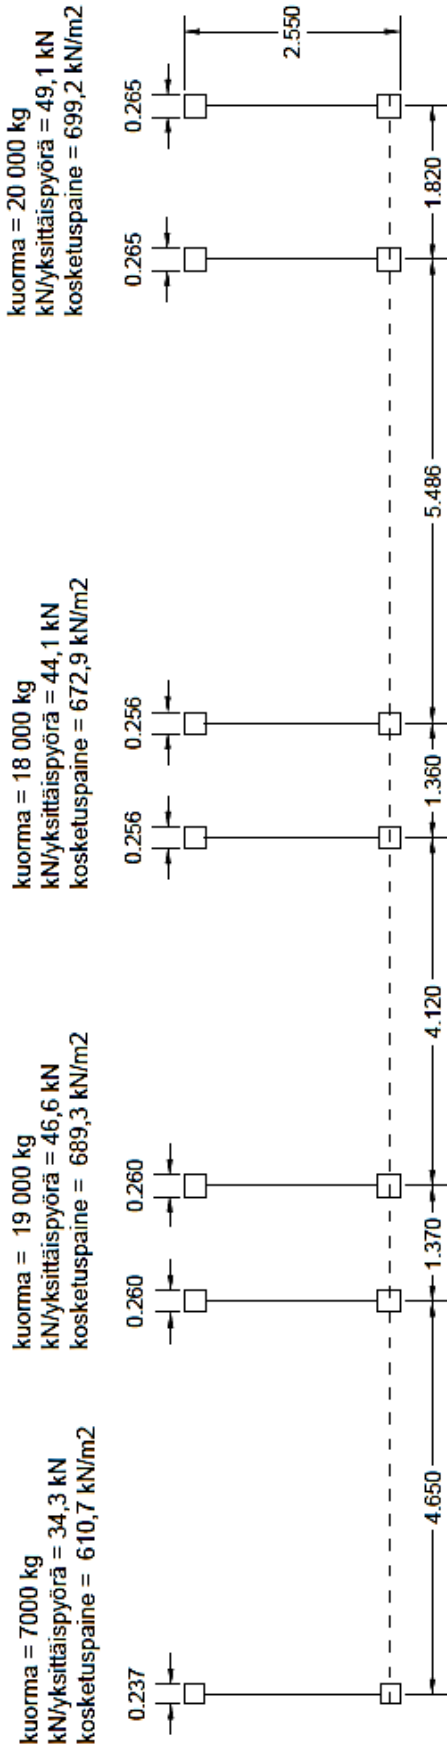 kuorma = 7000 kg
kN/yksittäispyörä = 34,3 kN
kosketuspaine = 610,7 kN/m2
kuorma = 19 000 kg
kN/yksittäispyörä = 46,6 kN
kosketuspaine = 689,3 kN/m2
kuorma = 18 000 kg
kN/yksittäispyörä = 44,1 kN
kosketuspaine = 672,9 kN/m2
kuorma = 20 000 kg
kN/yksittäispyörä = 49,1 kN
kosketuspaine = 699,2 kN/m2
0.237
0.260
0.260
0.256
0.256
0.265
0.265
2.550
4.650
1.370
4.120
1.360
5.486
1.820